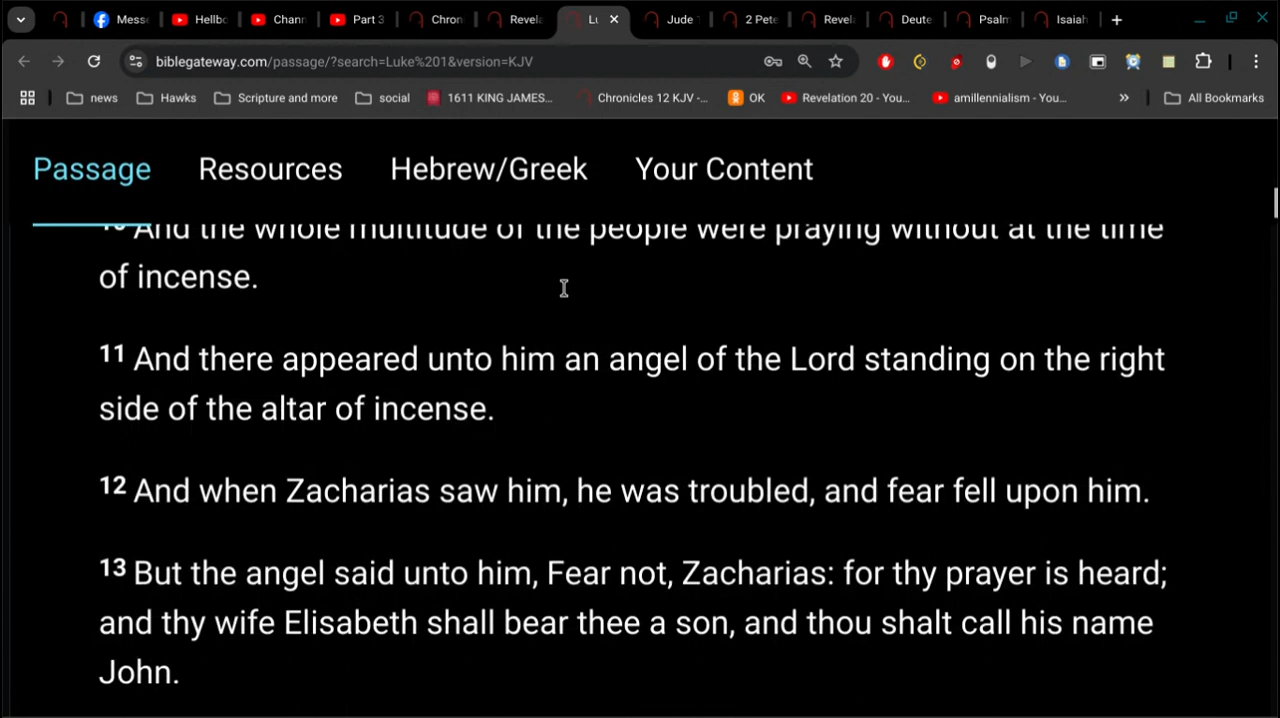 Messe
Hellbo
Chann
Part 3
Chron
Revela
Lu
Jude
2 Pete
Revela
Deute
Psalm
Isaiah
biblegateway.com/passage/?search=Luke%201&version=KJV
news Hawks Scripture and more social 1611 KING JAMES... Chronicles 12 KJV -... OK Revelation 20 - You... amillennialism - You... » All Bookmarks
Passage Resources Hebrew/Greek Your Content
10 And the whole multitude of the people were praying without at the time
of incense.
11 And there appeared unto him an angel of the Lord standing on the right
side of the altar of incense.
12 And when Zacharias saw him, he was troubled, and fear fell upon him.
13 But the angel said unto him, Fear not, Zacharias: for thy prayer is heard;
and thy wife Elisabeth shall bear thee a son, and thou shalt call his name
John.